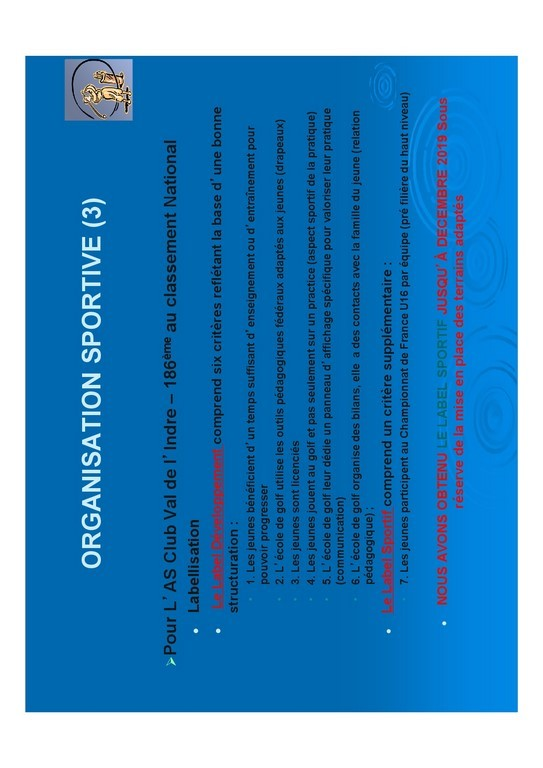 ORGANISATION SPORTIVE (3)
Pour L' AS Club Val de l' Indre – 186ème au classement National
Labellisation
Le Label Développement comprend six critères reflétant la base d' une bonne
structuration :
1. Les jeunes bénéficient d' un temps suffisant d' enseignement ou d' entraînement pour
pouvoir progresser
2. L' école de golf utilise les outils pédagogiques fédéraux adaptés aux jeunes (drapeaux)
3. Les jeunes sont licenciés
4. Les jeunes jouent au golf et pas seulement sur un practice (aspect sportif de la pratique)
5. L' école de golf leur dédie un panneau d' affichage spécifique pour valoriser leur pratique
(communication)
6. L' école de golf organise des bilans, elle a des contacts avec la famille du jeune (relation
pédagogique) ;
Le Label Sportif comprend un critère supplémentaire :
7. Les jeunes participent au Championnat de France U16 par équipe (pré filière du haut niveau)
NOUS AVONS OBTENU LE LABEL SPORTIF JUSQU' À DECEMBRE 2019 Sous
réserve de la mise en place des terrains adaptés